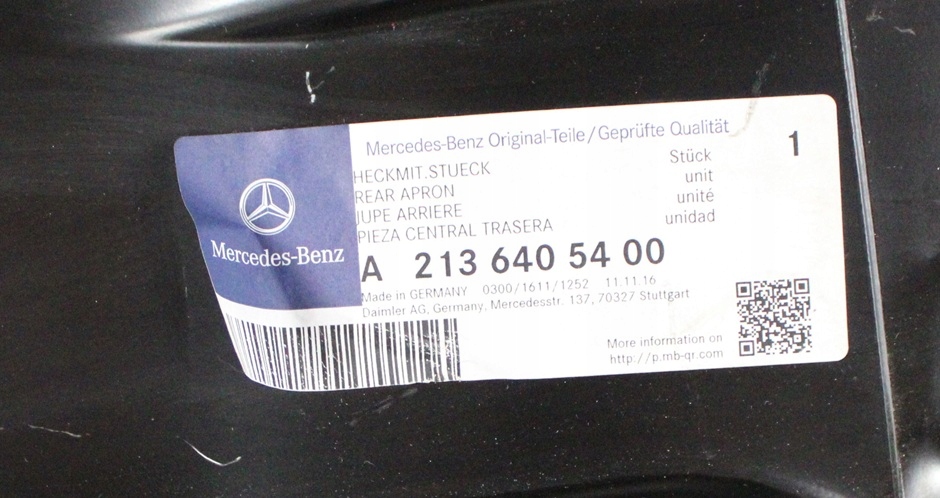 Mercedes-Benz
Mercedes-Benz Original-Teile/Geprüfte Qualität
HECKMIT.STUECK
REAR APRON
JUPE ARRIERE
PIEZA CENTRAL TRASERA
Stück
unit
unité
unidad
1
A 213 640 54 00
Made in GERMANY 0300/1611/1252 11.11.16
Daimler AG, Germany, Mercedesstr. 137, 70327 Stuttgart
More information on
http://p.mb-qr.com